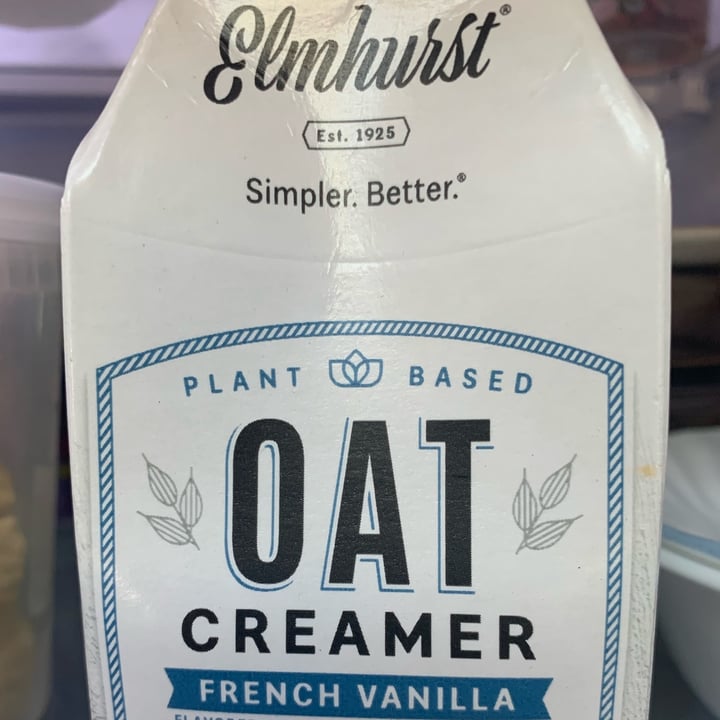 Elmhurst®
Est. 1925
Simpler. Better.®
PLANT BASED
OAT
CREAMER
FRENCH VANILLA